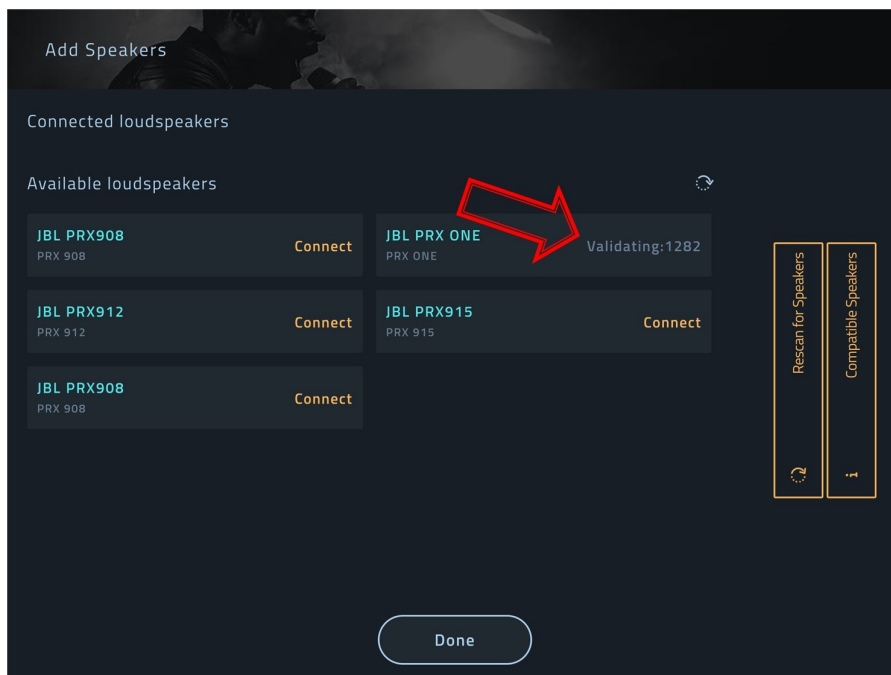 Add Speakers
Connected loudspeakers
Available loudspeakers
JBL PRX908
PRX 908
Connect
JBL PRX ONE
PRX ONE
Validating:1282
JBL PRX912
PRX 912
Connect
JBL PRX915
PRX 915
Connect
JBL PRX908
PRX 908
Connect
Rescan for Speakers
Compatible Speakers
i
Done